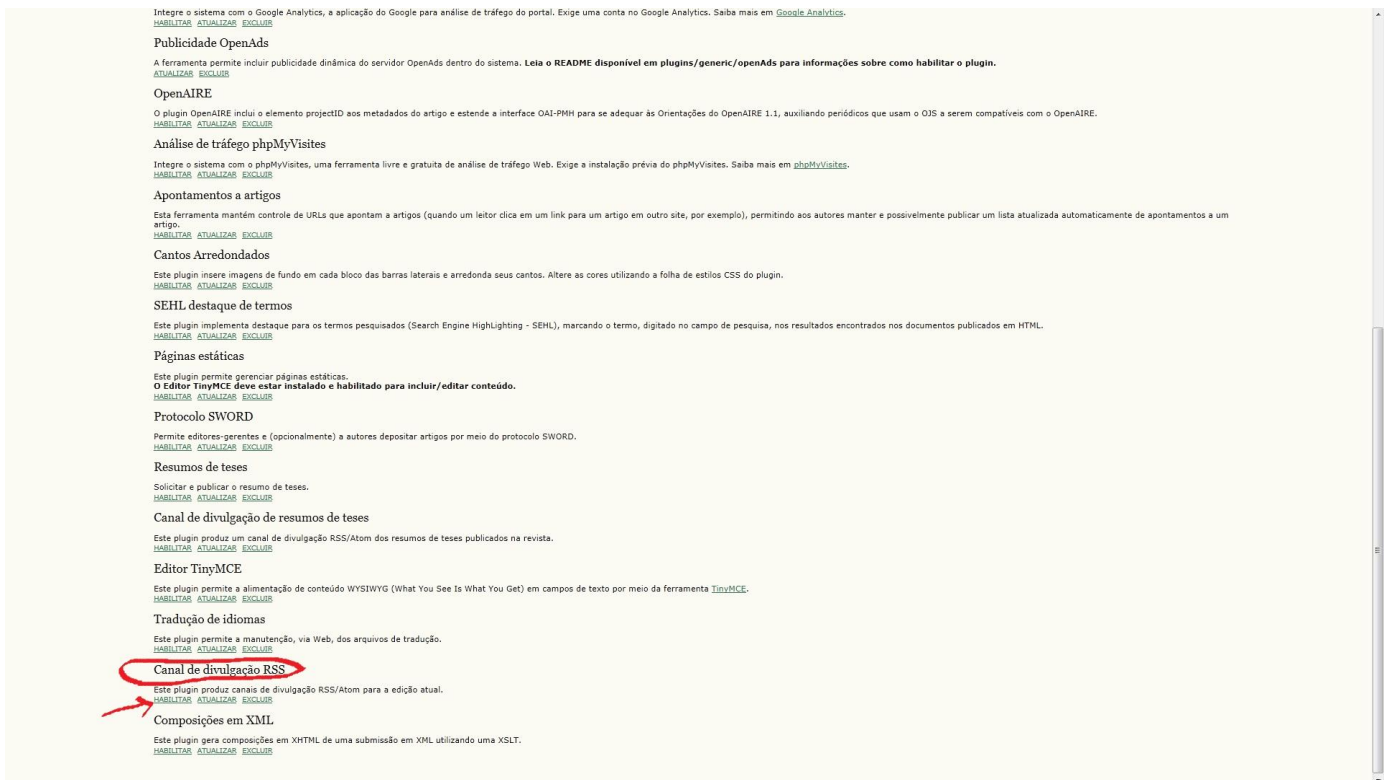 Integre o sistema com o Google Analytics, a aplicação do Google para análise de tráfego do portal. Exige uma conta no Google Analytics. Saiba mais em Google Analytics.
HABILITAR ATUALIZAR EXCLUIR
Publicidade OpenAds
A ferramenta permite incluir publicidade dinâmica do servidor OpenAds dentro do sistema. Leia o README disponível em plugins/generic/openAds para informações sobre como habilitar o plugin.
ATUALIZAR EXCLUIR
OpenAIRE
O plugin OpenAIRE inclui o elemento projectID aos metadados do artigo e estende a interface OAI-PMH para se adequar às Orientações do OpenAIRE 1.1, auxiliando periódicos que usam o OJS a serem compatíveis com o OpenAIRE.
HABILITAR ATUALIZAR EXCLUIR
Análise de tráfego phpMyVisites
Integre o sistema com o phpMyVisites, uma ferramenta livre e gratuita de análise de tráfego Web. Exige a instalação prévia do phpMyVisites. Saiba mais em phpMyVisites.
HABILITAR ATUALIZAR EXCLUIR
Apontamentos a artigos
Esta ferramenta mantém controle de URLs que apontam a artigos (quando um leitor clica em um link para um artigo em outro site, por exemplo), permitindo aos autores manter e possivelmente publicar um lista atualizada automaticamente de apontamentos a um
artigo.
HABILITAR ATUALIZAR EXCLUIR
Cantos Arredondados
Este plugin insere imagens de fundo em cada bloco das barras laterais e arredonda seus cantos. Altere as cores utilizando a folha de estilos CSS do plugin.
HABILITAR ATUALIZAR EXCLUIR
SEHL destaque de termos
Este plugin implementa destaque para os termos pesquisados (Search Engine HighLighting - SEHL), marcando o termo, digitado no campo de pesquisa, nos resultados encontrados nos documentos publicados em HTML.
HABILITAR ATUALIZAR EXCLUIR
Páginas estáticas
Este plugin permite gerenciar páginas estáticas.
O Editor TinyMCE deve estar instalado e habilitado para incluir/editar conteúdo.
HABILITAR ATUALIZAR EXCLUIR
Protocolo SWORD
Permite editores-gerentes e (opcionalmente) a autores depositar artigos por meio do protocolo SWORD.
HABILITAR ATUALIZAR EXCLUIR
Resumos de teses
Solicitar e publicar o resumo de teses.
HABILITAR ATUALIZAR EXCLUIR
Canal de divulgação de resumos de teses
Este plugin produz um canal de divulgação RSS/Atom dos resumos de teses publicados na revista.
HABILITAR ATUALIZAR EXCLUIR
Editor TinyMCE
Este plugin permite a alimentação de conteúdo WYSIWYG (What You See Is What You Get) em campos de texto por meio da ferramenta TinyMCE.
HABILITAR ATUALIZAR EXCLUIR
Tradução de idiomas
Este plugin permite a manutenção, via Web, dos arquivos de tradução.
HABILITAR ATUALIZAR EXCLUIR
Canal de divulgação RSS
Este plugin produz canais de divulgação RSS/Atom para a edição atual.
HABILITAR ATUALIZAR EXCLUIR
Composições em XML
Este plugin gera composições em XHTML de uma submissão em XML utilizando uma XSLT.
HABILITAR ATUALIZAR EXCLUIR